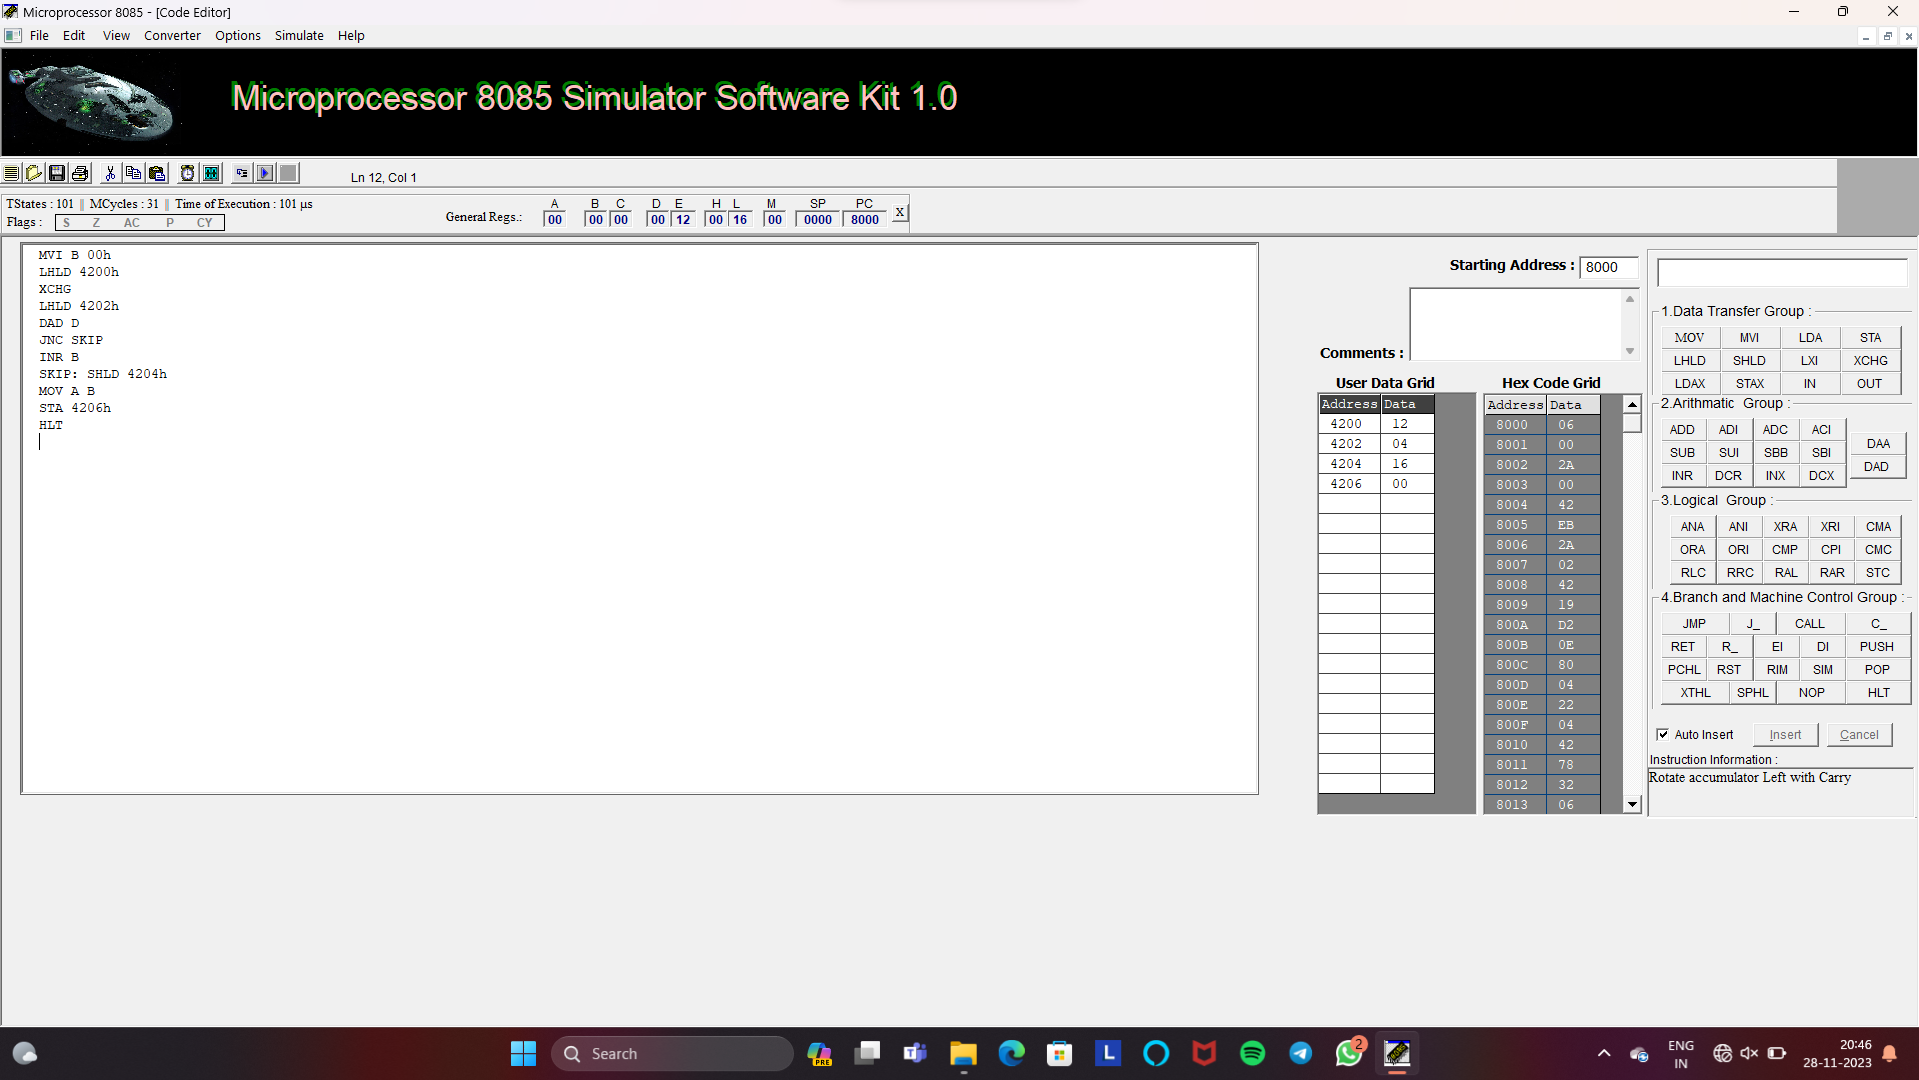 Microprocessor 8085 - [Code Editor]
File Edit View Converter Options Simulate Help
Microprocessor 8085 Simulator Software Kit 1.0
Ln 12, Col 1
TStates : 101 MCycles : 31 Time of Execution : 101 µs
Flags : S Z AC P CY
General Regs.:
A B C D E H L M SP PC
00 00 00 00 12 00 16 00 0000 8000 X
MVI B 00h
LHLD 4200h
XCHG
LHLD 4202h
DAD D
JNC SKIP
INR B
SKIP: SHLD 4204h
MOV A B
STA 4206h
HLT
Starting Address : 8000
Comments :
User Data Grid
Address Data
4200 12
4202 04
4204 16
4206 00
Hex Code Grid
Address Data
8000 06
8001 00
8002 2A
8003 00
8004 42
8005 EB
8006 2A
8007 02
8008 42
8009 19
800A D2
800B 0E
800C 80
800D 04
800E 22
800F 04
8010 42
8011 78
8012 32
8013 06
1.Data Transfer Group :
MOV MVI LDA STA
LHLD SHLD LXI XCHG
LDAX STAX IN OUT
2.Arithmatic Group :
ADD ADI ADC ACI
SUB SUI SBB SBI
INR DCR INX DCX
DAA
DAD
3.Logical Group :
ANA ANI XRA XRI CMA
ORA ORI CMP CPI CMC
RLC RRC RAL RAR STC
4.Branch and Machine Control Group :
JMP J_ CALL C_
RET R_ EI DI PUSH
PCHL RST RIM SIM POP
XTHL SPHL NOP HLT
Auto Insert Insert Cancel
Instruction Information :
Rotate accumulator Left with Carry
Search
PRE
L
2
ENG
IN
20:46
28-11-2023